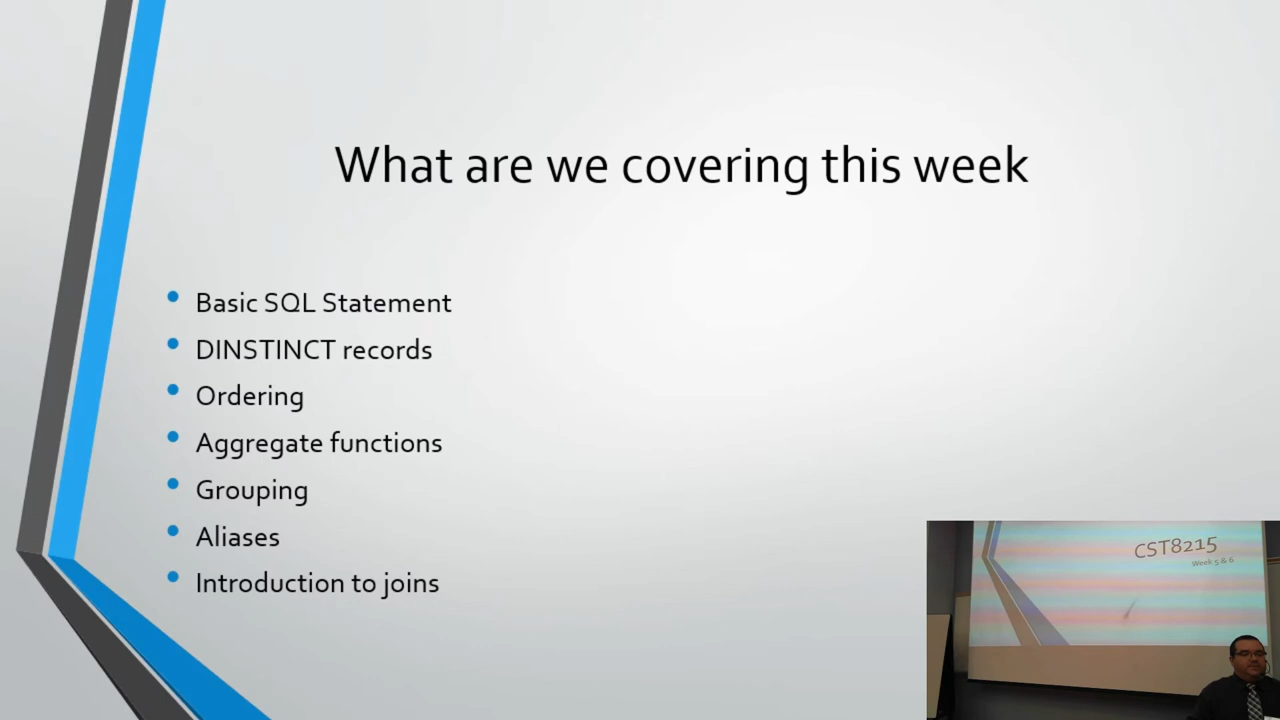 What are we covering this week
Basic SQL Statement
DINSTINCT records
Ordering
Aggregate functions
Grouping
Aliases
Introduction to joins
CST8215
Week 5 & 6